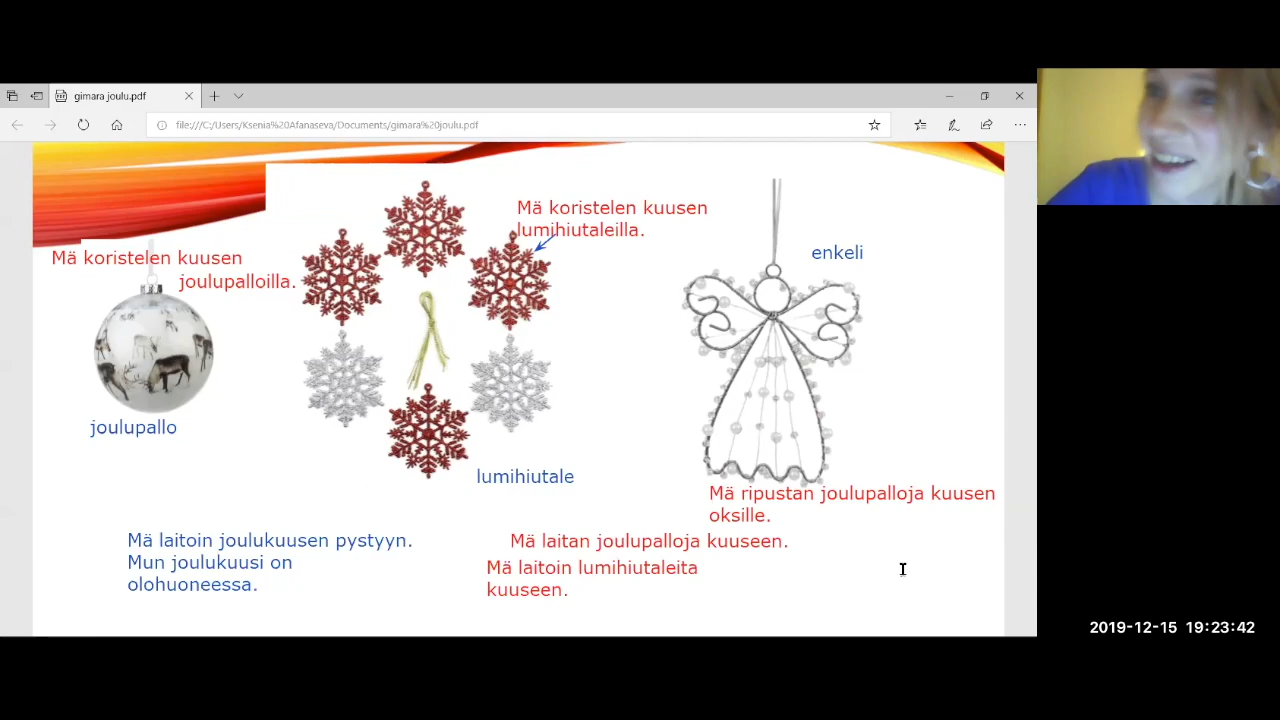 gimara joulu.pdf
file:///C:/Users/Ksenia%20Afanaseva/Documents/gimara%20joulu.pdf
Mä koristelen kuusen
lumihiutaleilla.
enkeli
Mä koristelen kuusen
joulupalloilla.
joulupallo
lumihiutale
Mä ripustan joulupalloja kuusen
oksille.
Mä laitoin joulukuusen pystyyn.
Mun joulukuusi on
olohuoneessa.
Mä laitan joulupalloja kuuseen.
Mä laitoin lumihiutaleita
kuuseen.
2019-12-15 19:23:42